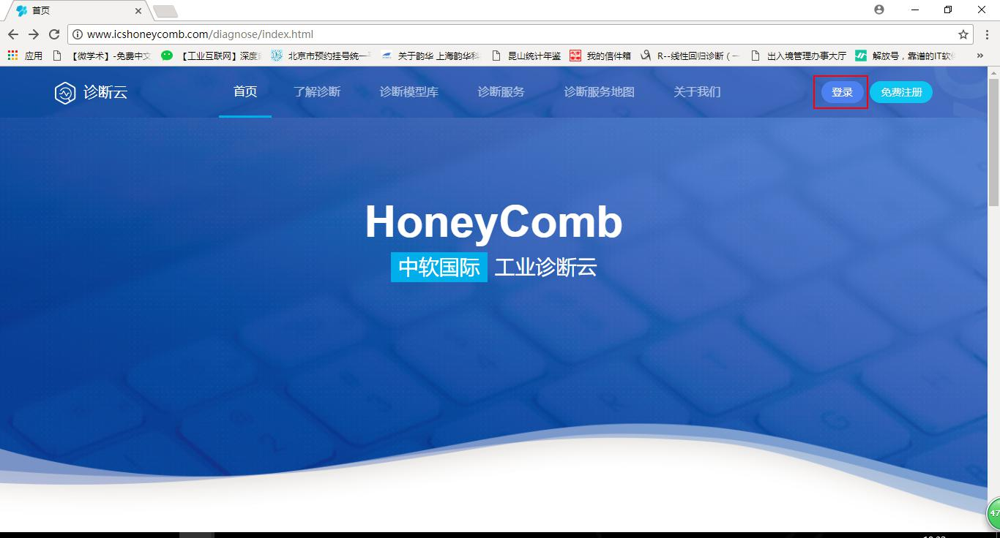 首页
www.icshoneycomb.com/diagnose/index.html
应用 【微学术】-免费中文 【工业互联网】深度 北京市预约挂号统一 关于韵华 上海韵华科 昆山统计年鉴 我的信件箱 R--线性回归诊断（一 出入境管理办事大厅 解放号，靠谱的IT软件 »
诊断云 首页 了解诊断 诊断模型库 诊断服务 诊断服务地图 关于我们 登录 免费注册
HoneyComb
中软国际 工业诊断云
47